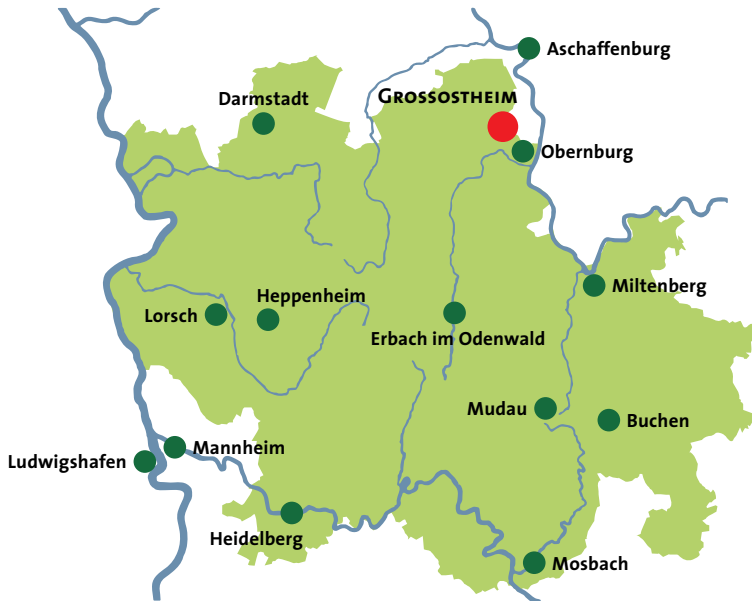 Aschaffenburg
Darmstadt
GROSSOSTHEIM
Obernburg
Miltenberg
Heppenheim
Lorsch
Erbach im Odenwald
Mudau
Buchen
Mannheim
Ludwigshafen
Heidelberg
Mosbach